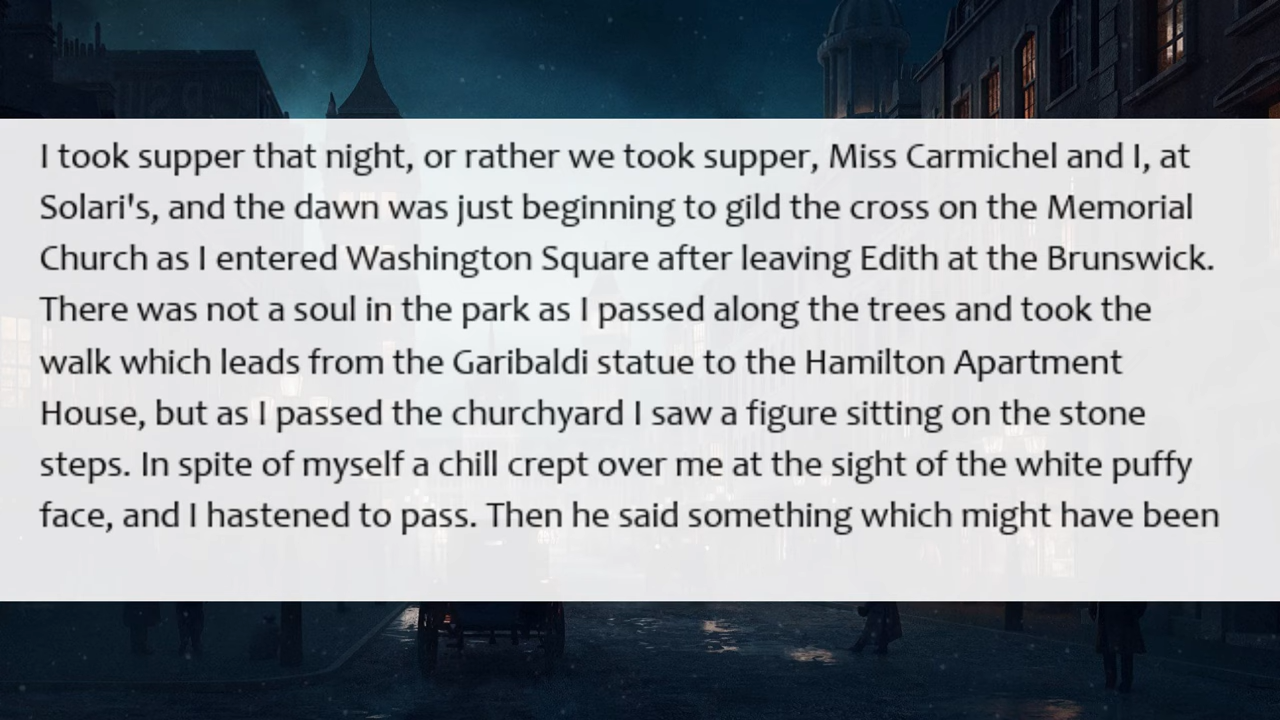 I took supper that night, or rather we took supper, Miss Carmichel and I, at
Solari's, and the dawn was just beginning to gild the cross on the Memorial
Church as I entered Washington Square after leaving Edith at the Brunswick.
There was not a soul in the park as I passed along the trees and took the
walk which leads from the Garibaldi statue to the Hamilton Apartment
House, but as I passed the churchyard I saw a figure sitting on the stone
steps. In spite of myself a chill crept over me at the sight of the white puffy
face, and I hastened to pass. Then he said something which might have been